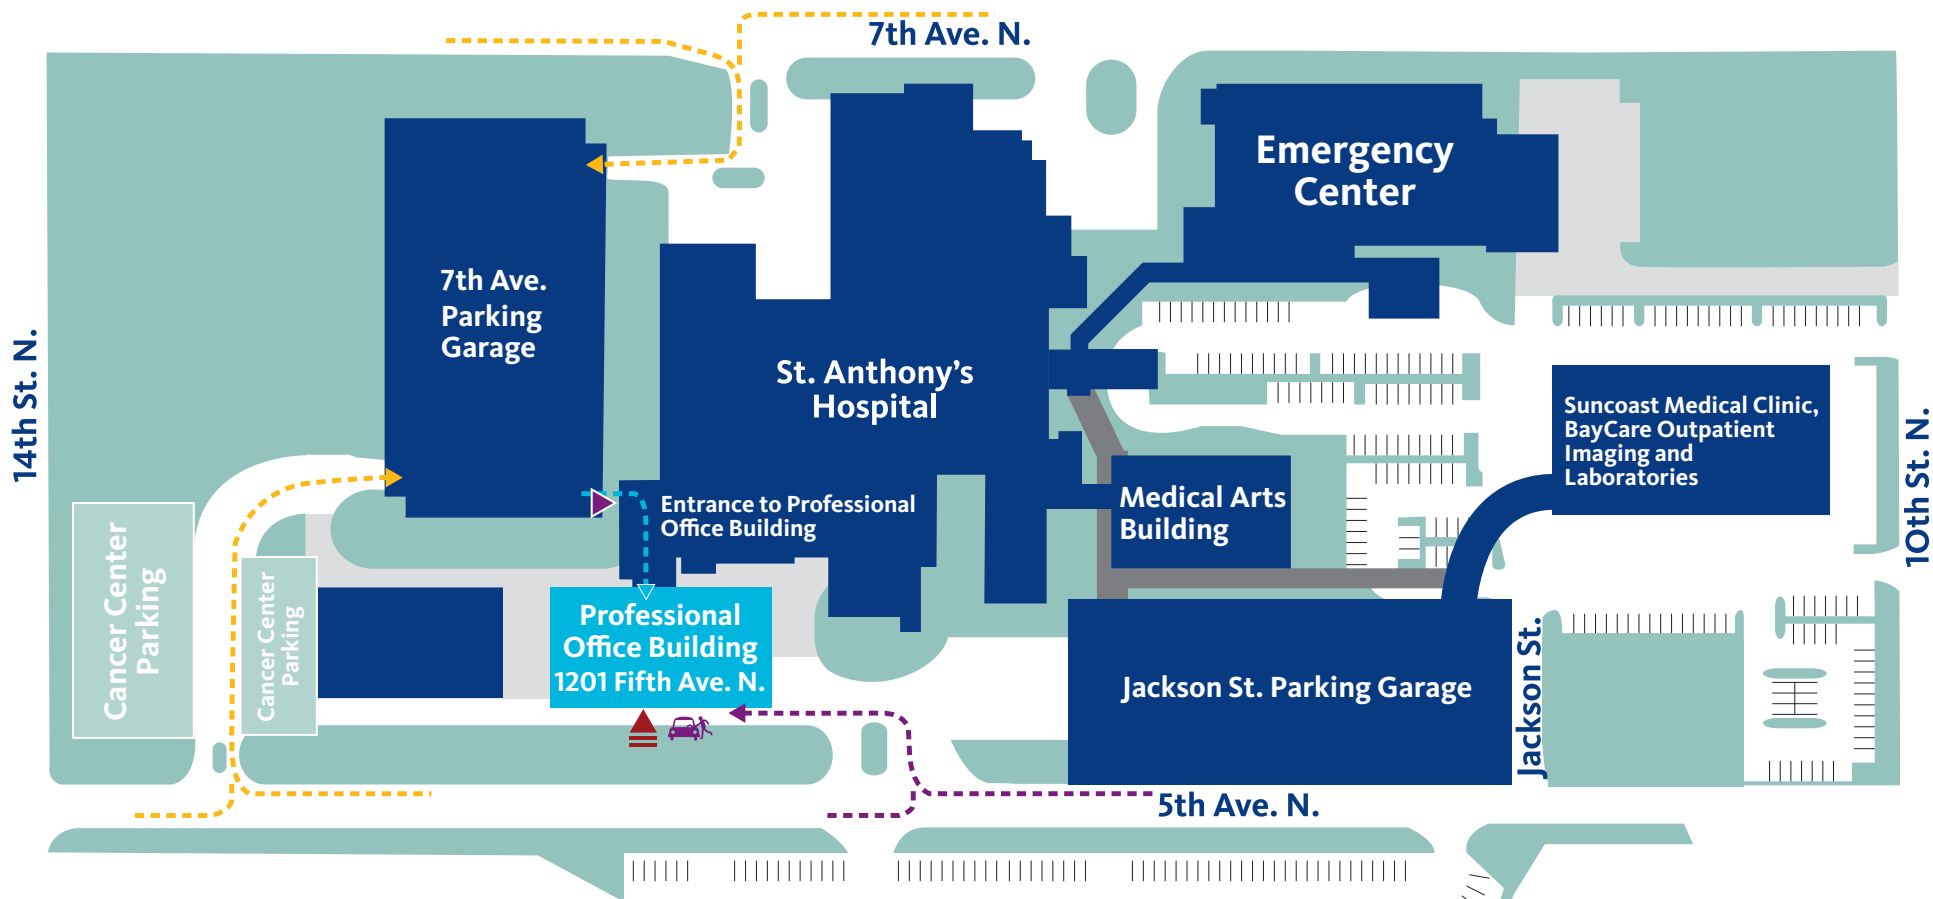 7th Ave. N.
Emergency
Center
7th Ave.
Parking
Garage
14th St. N.
St. Anthony's
Hospital
Suncoast Medical Clinic,
BayCare Outpatient
Imaging and
Laboratories
10th St. N.
Entrance to Professional
Office Building
Medical Arts
Building
Cancer Center
Parking
Cancer Center
Parking
Professional
Office Building
1201 Fifth Ave. N.
Jackson St. Parking Garage
Jackson St.
5th Ave. N.